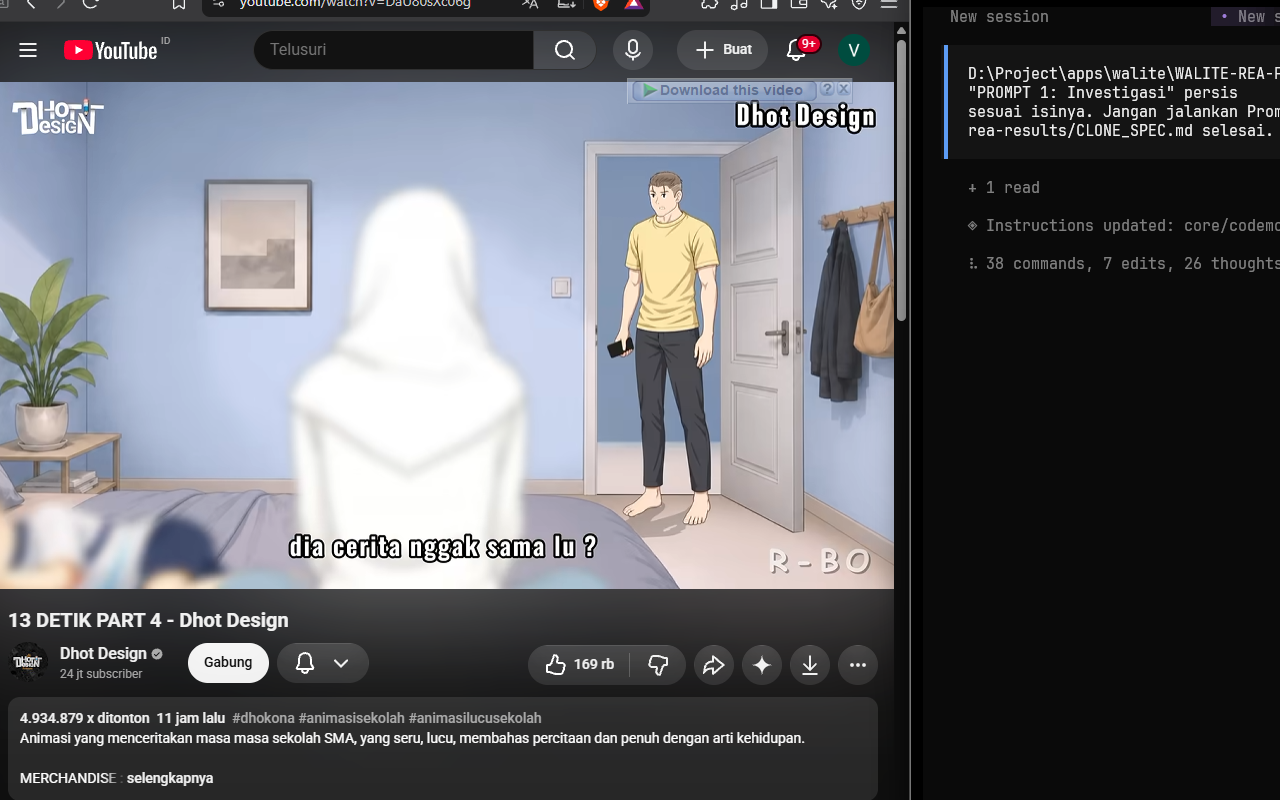 youtube.com/watch?v=DaO80sXc06g
YouTube ID
Telusuri
Buat
9+
V
DHOT DESIGN
Download this video
?
X
Dhot Design
dia cerita nggak sama lu ?
R-BO
13 DETIK PART 4 - Dhot Design
Dhot Design
24 jt subscriber
Gabung
169 rb
4.934.879 x ditonton 11 jam lalu #dhokona #animasisekolah #animasilucusekolah
Animasi yang menceritakan masa masa sekolah SMA, yang seru, lucu, membahas percitaan dan penuh dengan arti kehidupan.
MERCHANDISE : selengkapnya
New session
• New s
D:\Project\apps\walite\WALITE-REA-P
"PROMPT 1: Investigasi" persis
sesuai isinya. Jangan jalankan Prom
rea-results/CLONE_SPEC.md selesai.
+ 1 read
Instructions updated: core/codemo
38 commands, 7 edits, 26 thoughts